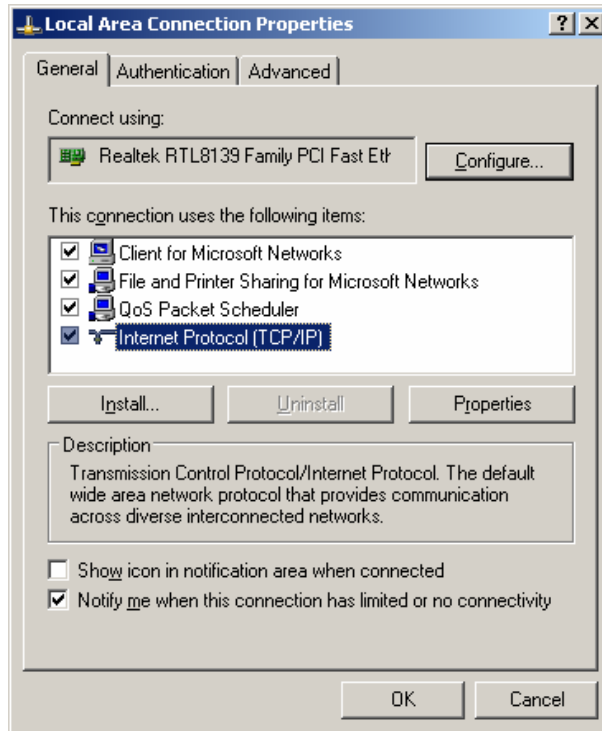 Local Area Connection Properties
General Authentication Advanced
Connect using:
Realtek RTL8139 Family PCI Fast Eth
Configure...
This connection uses the following items:
Client for Microsoft Networks
File and Printer Sharing for Microsoft Networks
QoS Packet Scheduler
Internet Protocol (TCP/IP)
Install... Uninstall Properties
Description
Transmission Control Protocol/Internet Protocol. The default
wide area network protocol that provides communication
across diverse interconnected networks.
Show icon in notification area when connected
Notify me when this connection has limited or no connectivity
OK Cancel